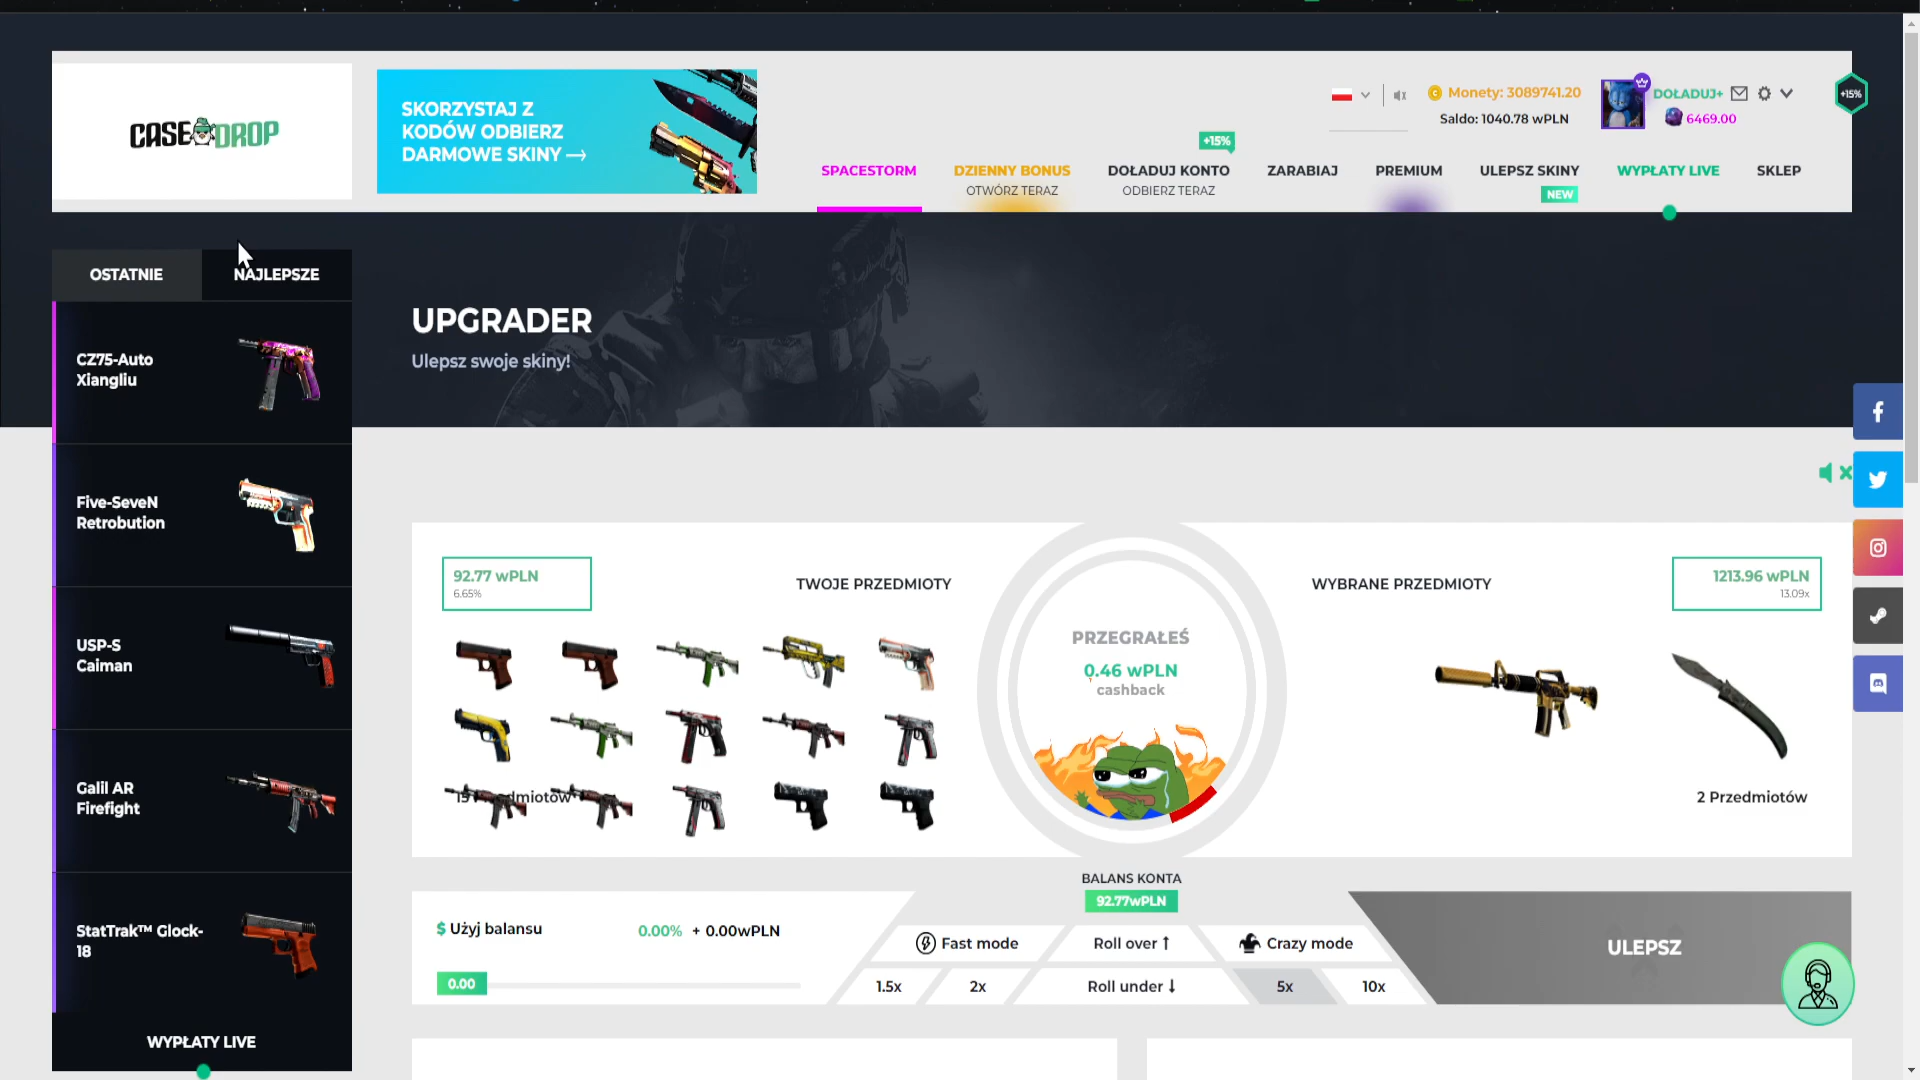 CASEDROP
SKORZYSTAJ Z
KODÓW ODBIERZ
DARMOWE SKINY
Monety: 3089741.20
Saldo: 1040.78 wPLN
DOŁADUJ+
6469.00
+15%
+15%
SPACESTORM
DZIENNY BONUS
OTWÓRZ TERAZ
DOŁADUJ KONTO
ODBIERZ TERAZ
ZARABIAJ
PREMIUM
ULEPSZ SKINY
NEW
WYPŁATY LIVE
SKLEP
OSTATNIE
NAJLEPSZE
UPGRADER
Ulepsz swoje skiny!
CZ75-Auto
Xiangliu
Five-SeveN
Retrobution
USP-S
Caiman
Galil AR
Firefight
StatTrak™ Glock-
18
WYPŁATY LIVE
92.77 wPLN
6.65%
TWOJE PRZEDMIOTY
PRZEGRAŁEŚ
0.46 wPLN
cashback
WYBRANE PRZEDMIOTY
1213.96 wPLN
13.09x
2 Przedmiotów
BALANS KONTA
92.77wPLN
$ Użyj balansu
0.00% + 0.00wPLN
0.00
Fast mode
Roll over ↑
Crazy mode
1.5x
2x
Roll under ↓
5x
10x
ULEPSZ